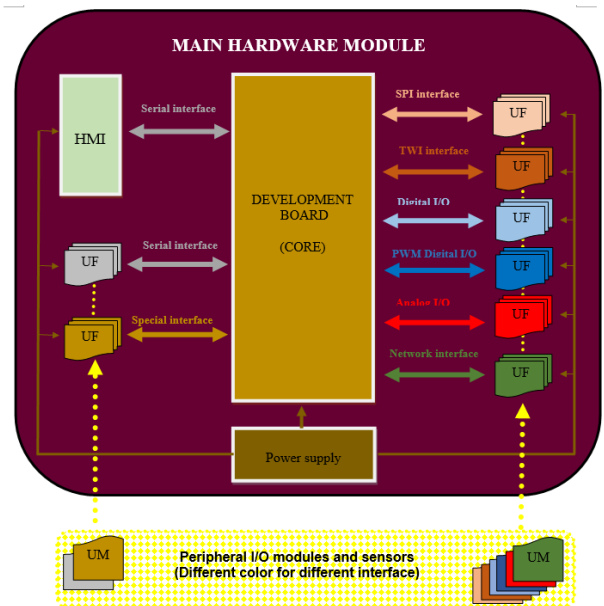 MAIN HARDWARE MODULE
HMI
Serial interface
DEVELOPMENT
BOARD
(CORE)
SPI interface
UF
TWI interface
UF
Digital I/O
UF
Serial interface
UF
PWM Digital I/O
UF
Special interface
UF
Analog I/O
UF
Network interface
UF
Power supply
UM
Peripheral I/O modules and sensors
(Different color for different interface)
UM